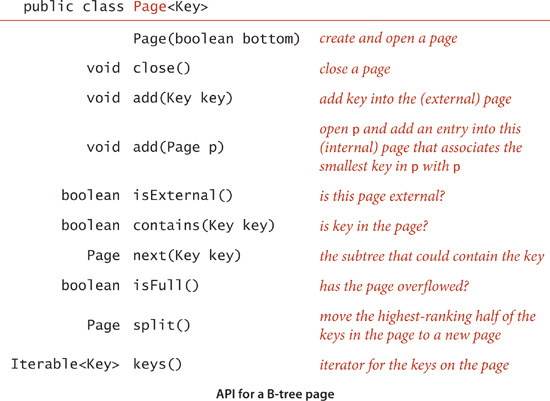 public class Page<Key>
Page(boolean bottom) create and open a page
void close() close a page
void add(Key key) add key into the (external) page
open p and add an entry into this
void add(Page p) (internal) page that associates the
smallest key in p with p
boolean isExternal() is this page external?
boolean contains(Key key) is key in the page?
Page next(Key key) the subtree that could contain the key
boolean isFull() has the page overflowed?
Page split() move the highest-ranking half of the
keys in the page to a new page
Iterable<Key> keys() iterator for the keys on the page
API for a B-tree page